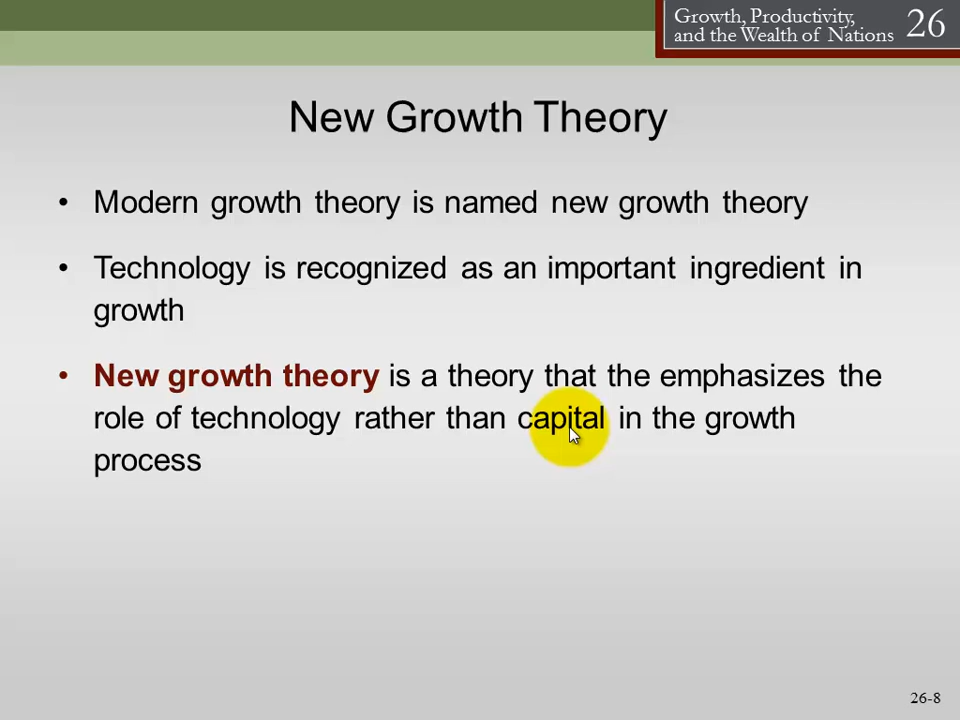 Growth, Productivity,
and the Wealth of Nations
26
New Growth Theory
• Modern growth theory is named new growth theory
• Technology is recognized as an important ingredient in
growth
• New growth theory is a theory that the emphasizes the
role of technology rather than capital in the growth
process
26-8